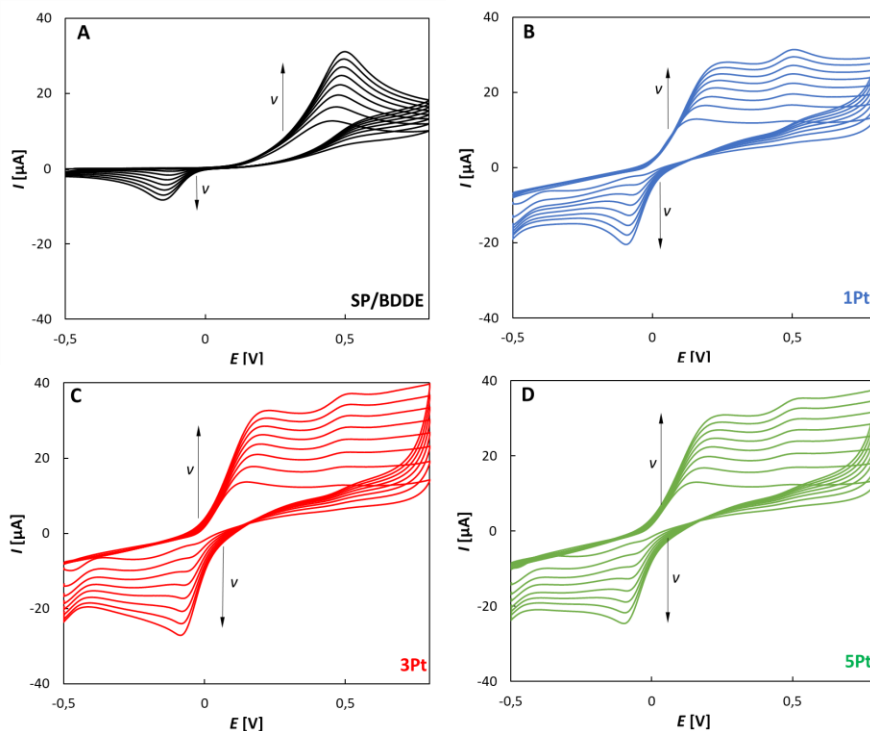 A
40
20
0
-20
-40
I [µA]
v
v
SP/BDDE
-0,5
0
0,5
E [V]
B
40
20
0
-20
-40
I [µA]
v
v
1Pt
-0,5
0
0,5
E [V]
C
40
20
0
-20
-40
I [µA]
v
v
3Pt
-0,5
0
0,5
E [V]
D
40
20
0
-20
-40
I [µA]
v
v
5Pt
-0,5
0
0,5
E [V]